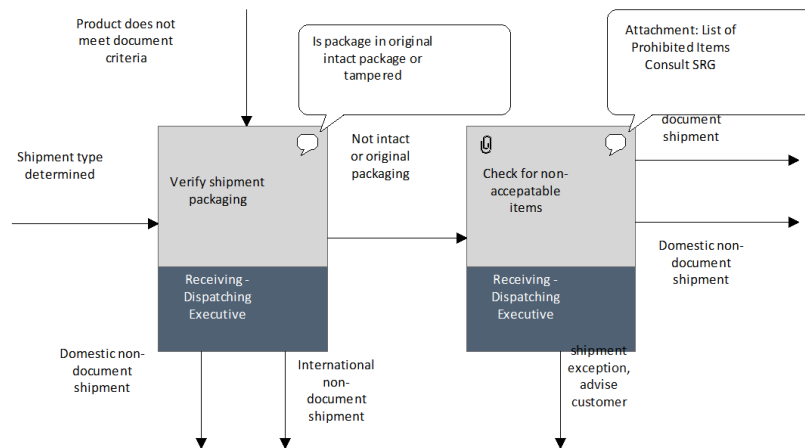 Product does not
meet document
criteria
Is package in original
intact package or
tampered
Attachment: List of
Prohibited Items
Consult SRG
Shipment type
determined
Verify shipment
packaging
Not intact
or original
packaging
Check for non-
accepatable
items
document
shipment
Receiving -
Dispatching
Executive
Receiving -
Dispatching
Executive
Domestic non-
document
shipment
Domestic non-
document
shipment
International
non-
document
shipment
shipment
exception,
advise
customer